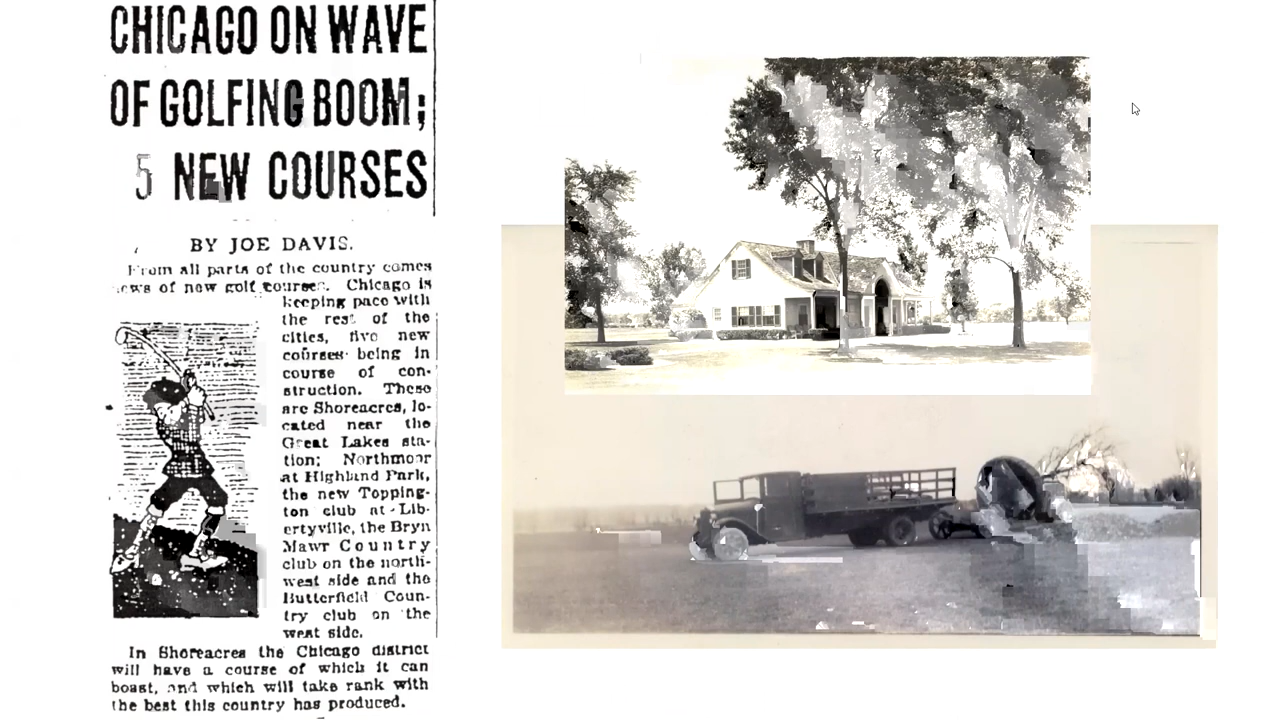 CHICAGO ON WAVE
OF GOLFING BOOM;
5 NEW COURSES
BY JOE DAVIS.
From all parts of the country comes
news of new golf courses. Chicago is
keeping pace with
the rest of the
cities, five new
courses being in
course of con-
struction. These
are Shoreacres, lo-
cated near the
Great Lakes sta-
tion; Northmoor
at Highland Park,
the new Topping-
ton club at Lib-
ertyville, the Bryn
Mawr Country
club on the north-
west side and the
Butterfield Coun-
try club on the
west side.
In Shoreacres the Chicago district
will have a course of which it can
boast, and which will take rank with
the best this country has produced.